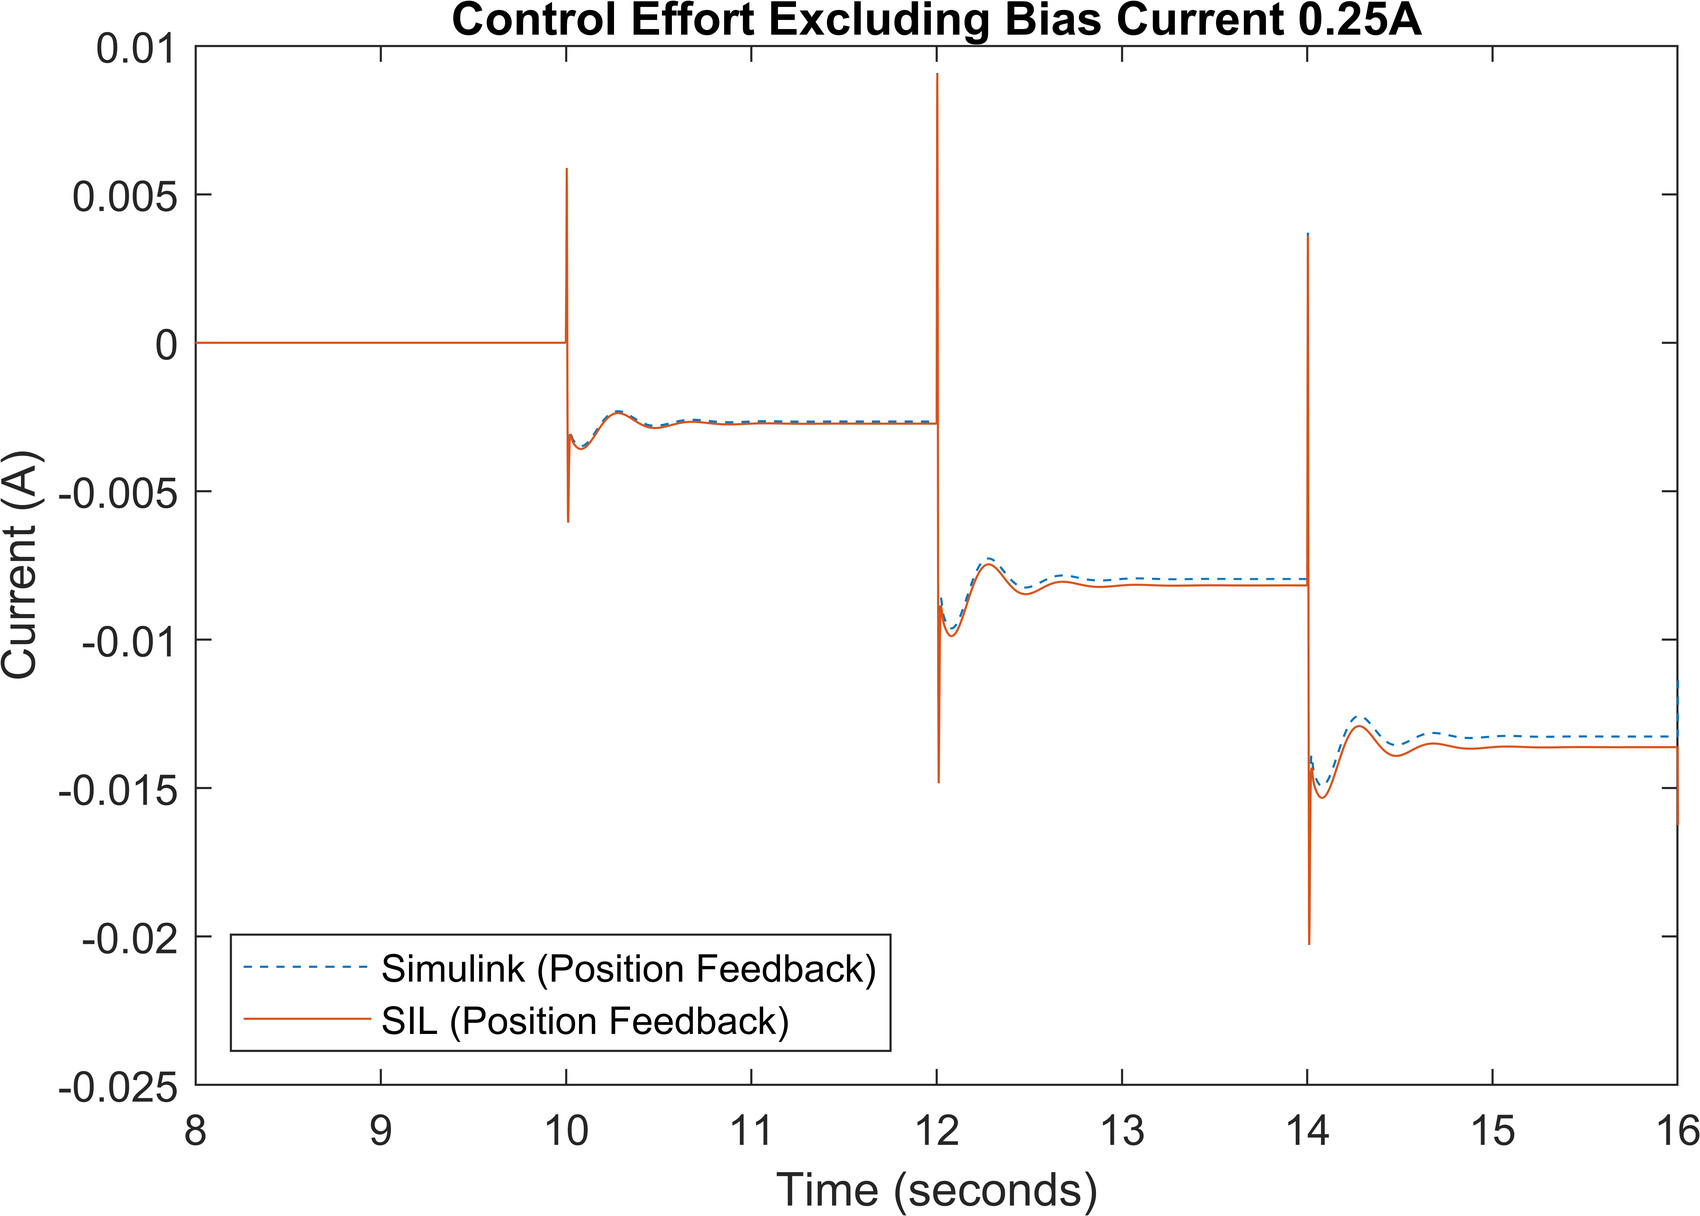 Control Effort Excluding Bias Current 0.25A
0.01
0.005
0
-0.005
-0.01
-0.015
-0.02
-0.025
Current (A)
Simulink (Position Feedback)
SIL (Position Feedback)
8 9 10 11 12 13 14 15 16
Time (seconds)